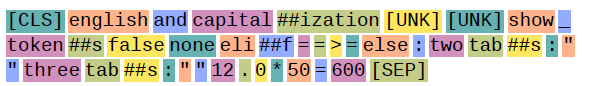 [CLS] english and capital ##ization [UNK] [UNK] show _
token ##s false none eli ##f = = > = else : two tab ##s : "
" three tab ##s : " " 12 . 0 * 50 = 600 [SEP]